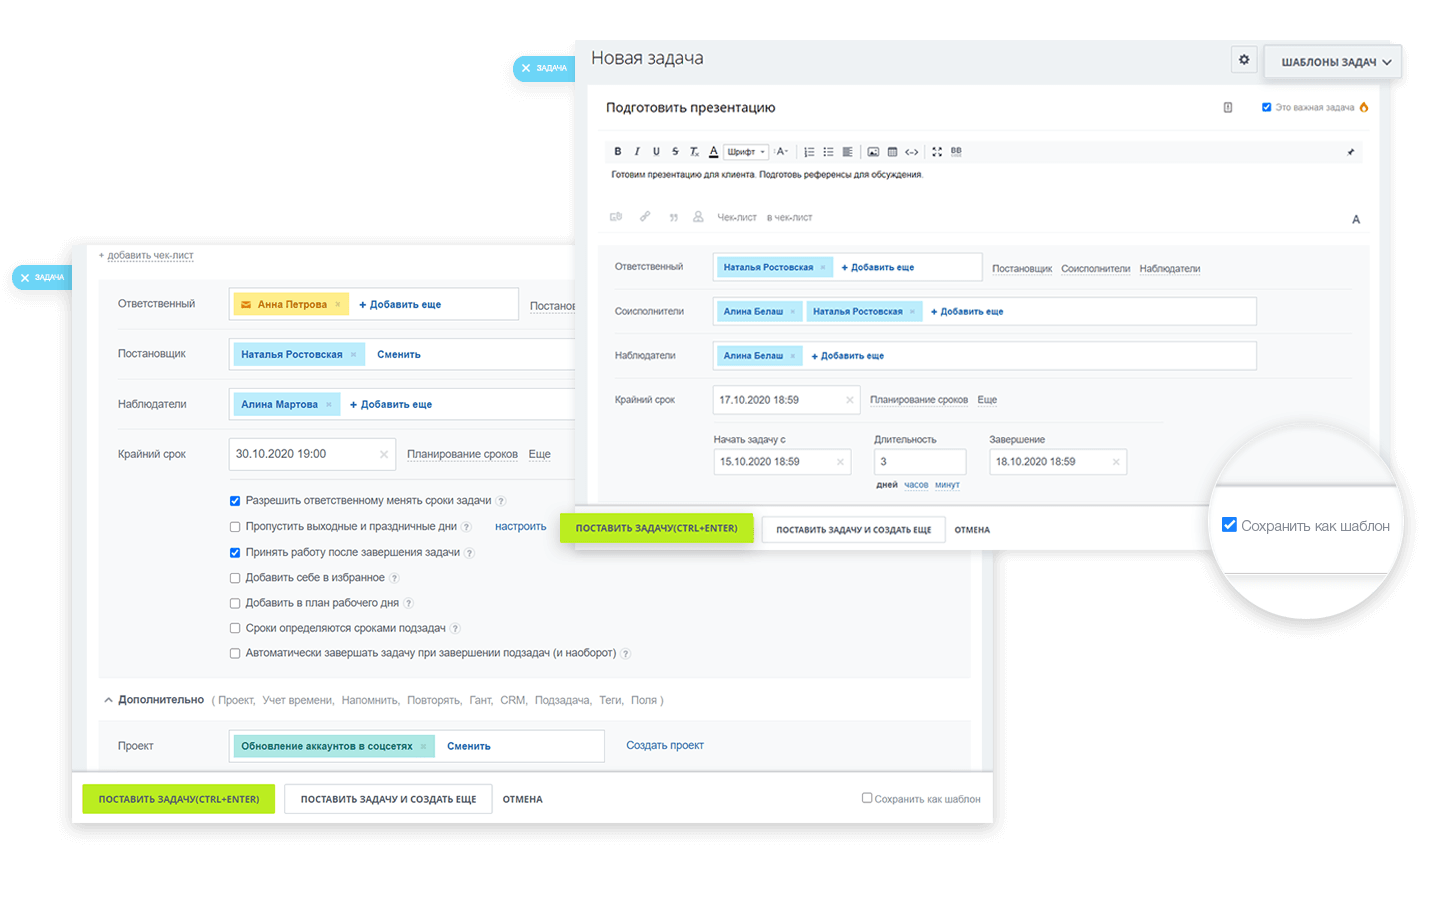 ЗАДАЧА
Новая задача
ШАБЛОНЫ ЗАДАЧ
Подготовить презентацию
Это важная задача
B I U S Tx A Шрифт A BB
Готовим презентацию для клиента. Подготовь референсы для обсуждения.
Чек-лист в чек-лист A
Ответственный Наталья Ростовская × + Добавить еще Постановщик Соисполнители Наблюдатели
Соисполнители Алина Белаш × Наталья Ростовская × + Добавить еще
Наблюдатели Алина Белаш × + Добавить еще
Крайний срок 17.10.2020 18:59 × Планирование сроков Еще
Начать задачу с Длительность Завершение
15.10.2020 18:59 × 3 18.10.2020 18:59 ×
дней часов минут
ПОСТАВИТЬ ЗАДАЧУ(CTRL+ENTER) ПОСТАВИТЬ ЗАДАЧУ И СОЗДАТЬ ЕЩЕ ОТМЕНА
Сохранить как шаблон
ЗАДАЧА
+ добавить чек-лист
Ответственный Анна Петрова × + Добавить еще Постанов
Постановщик Наталья Ростовская × Сменить
Наблюдатели Алина Мартова × + Добавить еще
Крайний срок 30.10.2020 19:00 × Планирование сроков Еще
Разрешить ответственному менять сроки задачи ?
Пропустить выходные и праздничные дни ? настроить
Принять работу после завершения задачи ?
Добавить себе в избранное ?
Добавить в план рабочего дня ?
Сроки определяются сроками подзадач ?
Автоматически завершать задачу при завершении подзадач (и наоборот) ?
Дополнительно ( Проект, Учет времени, Напомнить, Повторять, Гант, CRM, Подзадача, Теги, Поля )
Проект Обновление аккаунтов в соцсетях × Сменить Создать проект
ПОСТАВИТЬ ЗАДАЧУ(CTRL+ENTER) ПОСТАВИТЬ ЗАДАЧУ И СОЗДАТЬ ЕЩЕ ОТМЕНА Сохранить как шаблон